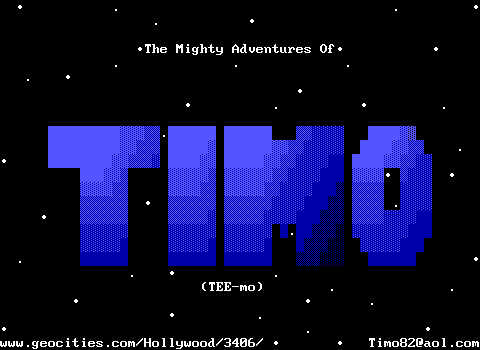 •The Mighty Adventures Of•
TIMO
(TEE-mo)
www.geocities.com/Hollywood/3406/
Timo82@aol.com